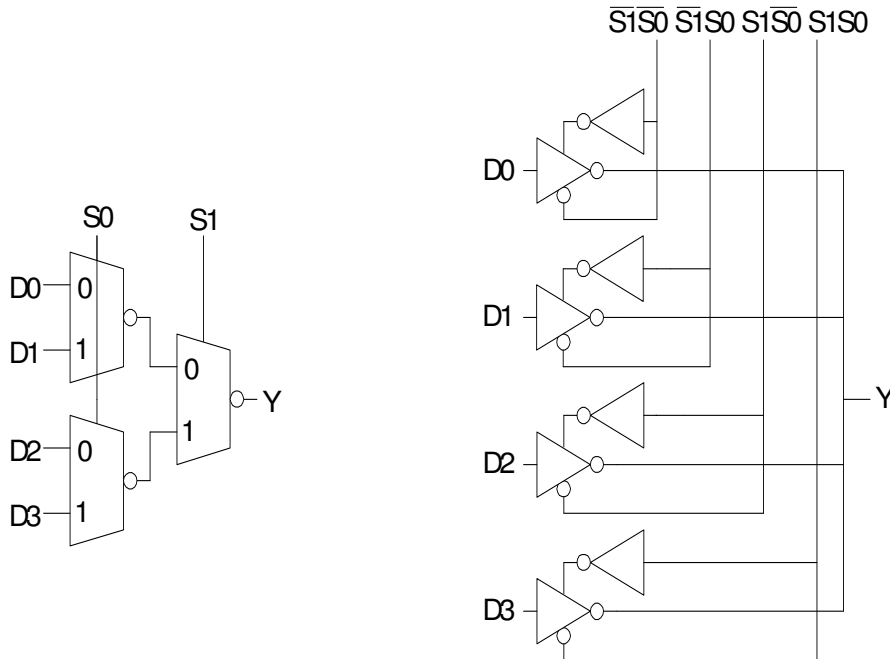 S̅1̅S̅0̅ S̅1̅S0 S1S̅0̅ S1S0
S0 S1
D0 0
D1 1
D2 0
D3 1
0
1
Y
D0
D1
D2
D3
Y